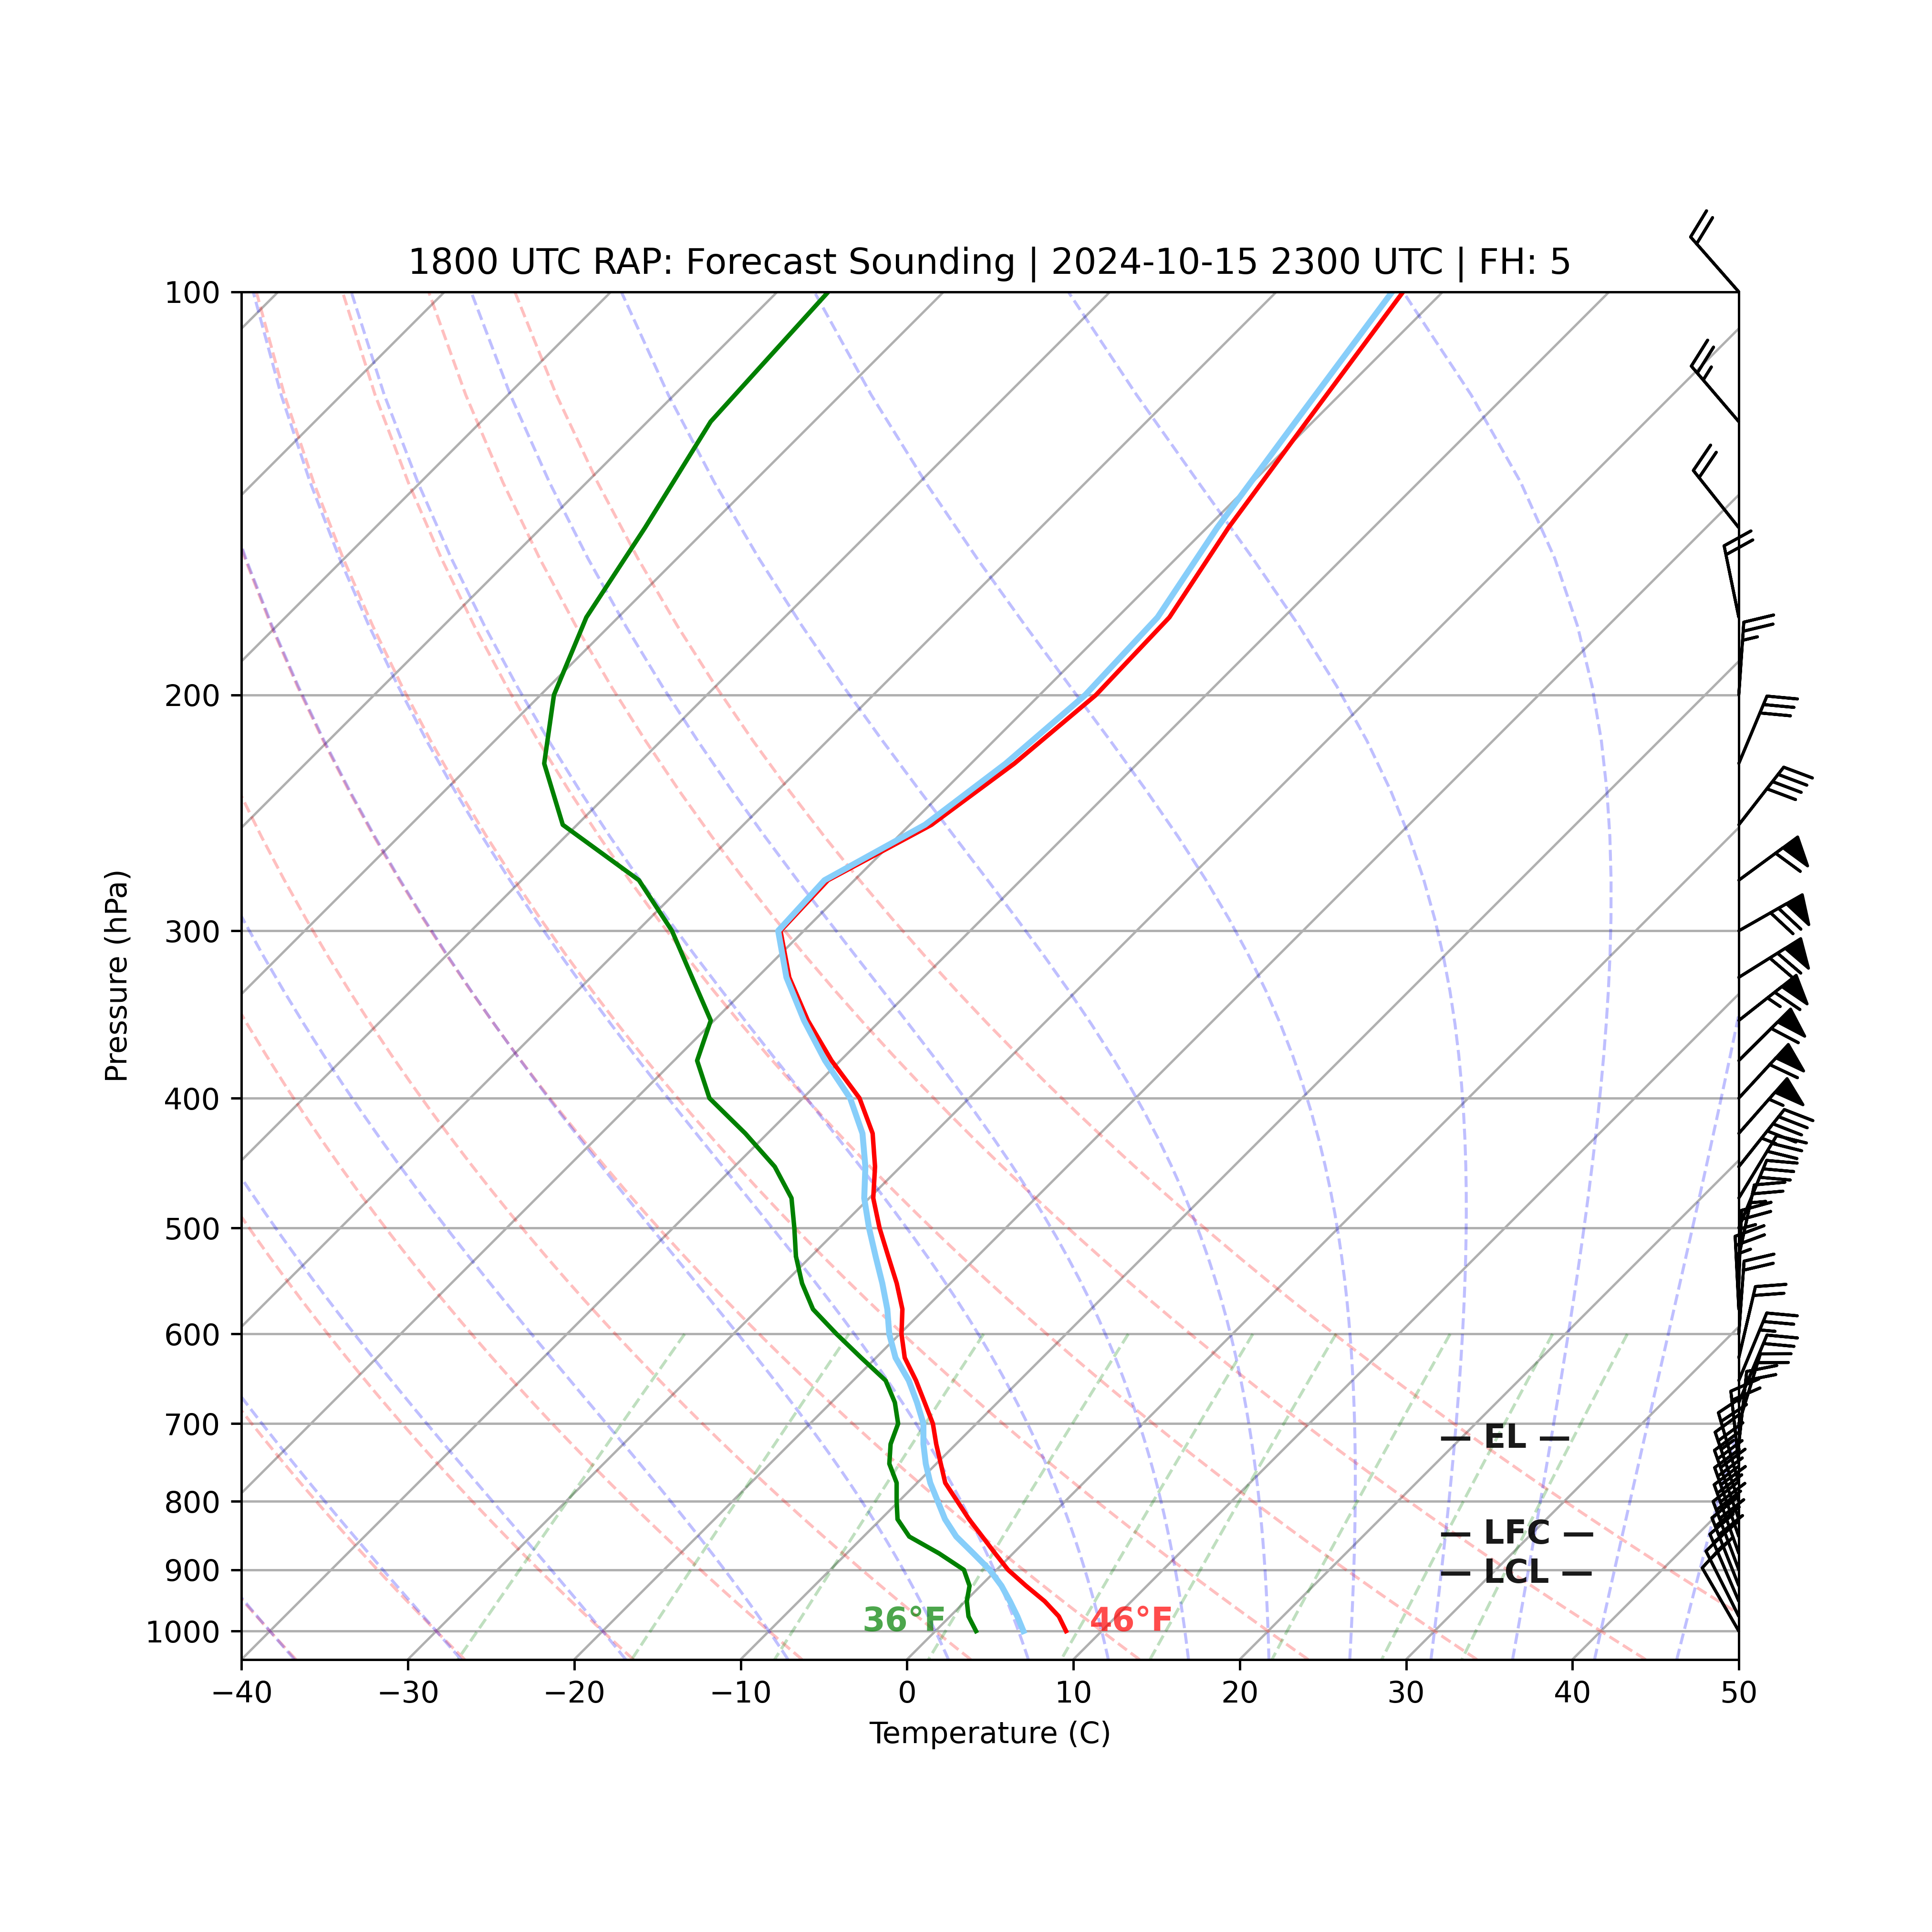 1800 UTC RAP: Forecast Sounding | 2024-10-15 2300 UTC | FH: 5
100
200
300
400
500
600
700
800
900
1000
Pressure (hPa)
— EL —
— LFC —
— LCL —
36°F
46°F
−40
−30
−20
−10
0
10
20
30
40
50
Temperature (C)